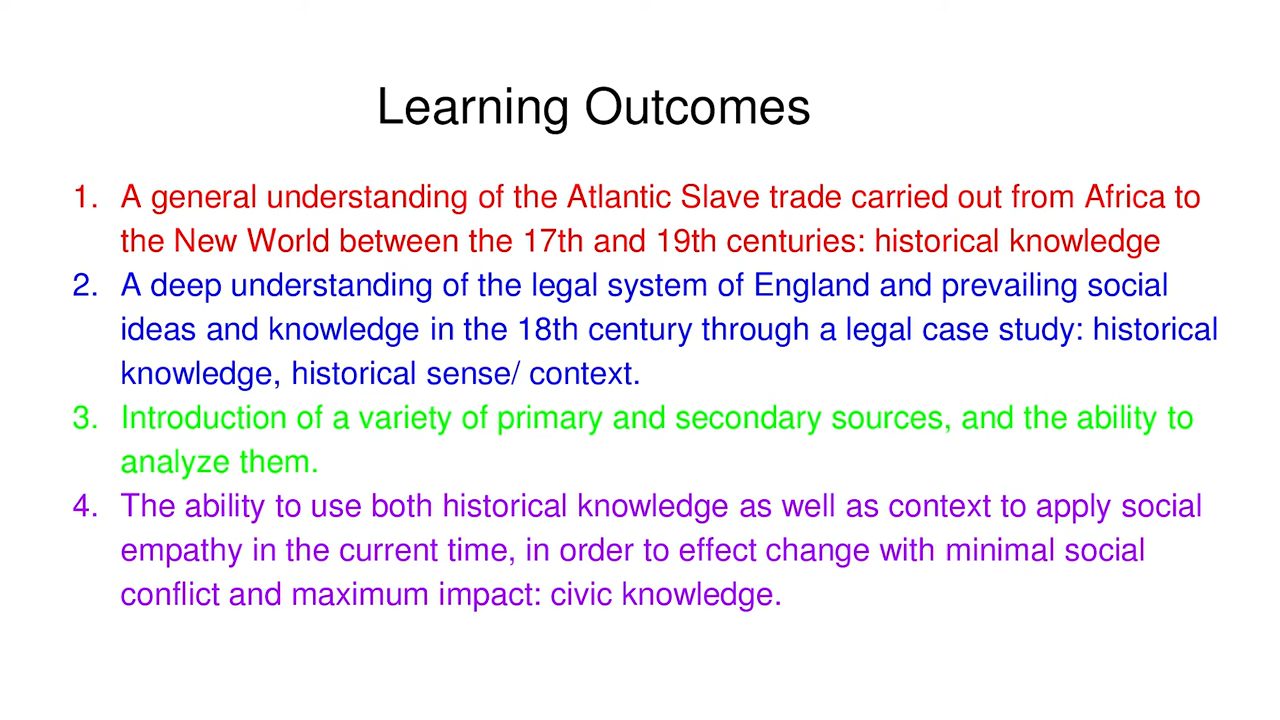 Learning Outcomes
1. A general understanding of the Atlantic Slave trade carried out from Africa to
the New World between the 17th and 19th centuries: historical knowledge
2. A deep understanding of the legal system of England and prevailing social
ideas and knowledge in the 18th century through a legal case study: historical
knowledge, historical sense/ context.
3. Introduction of a variety of primary and secondary sources, and the ability to
analyze them.
4. The ability to use both historical knowledge as well as context to apply social
empathy in the current time, in order to effect change with minimal social
conflict and maximum impact: civic knowledge.